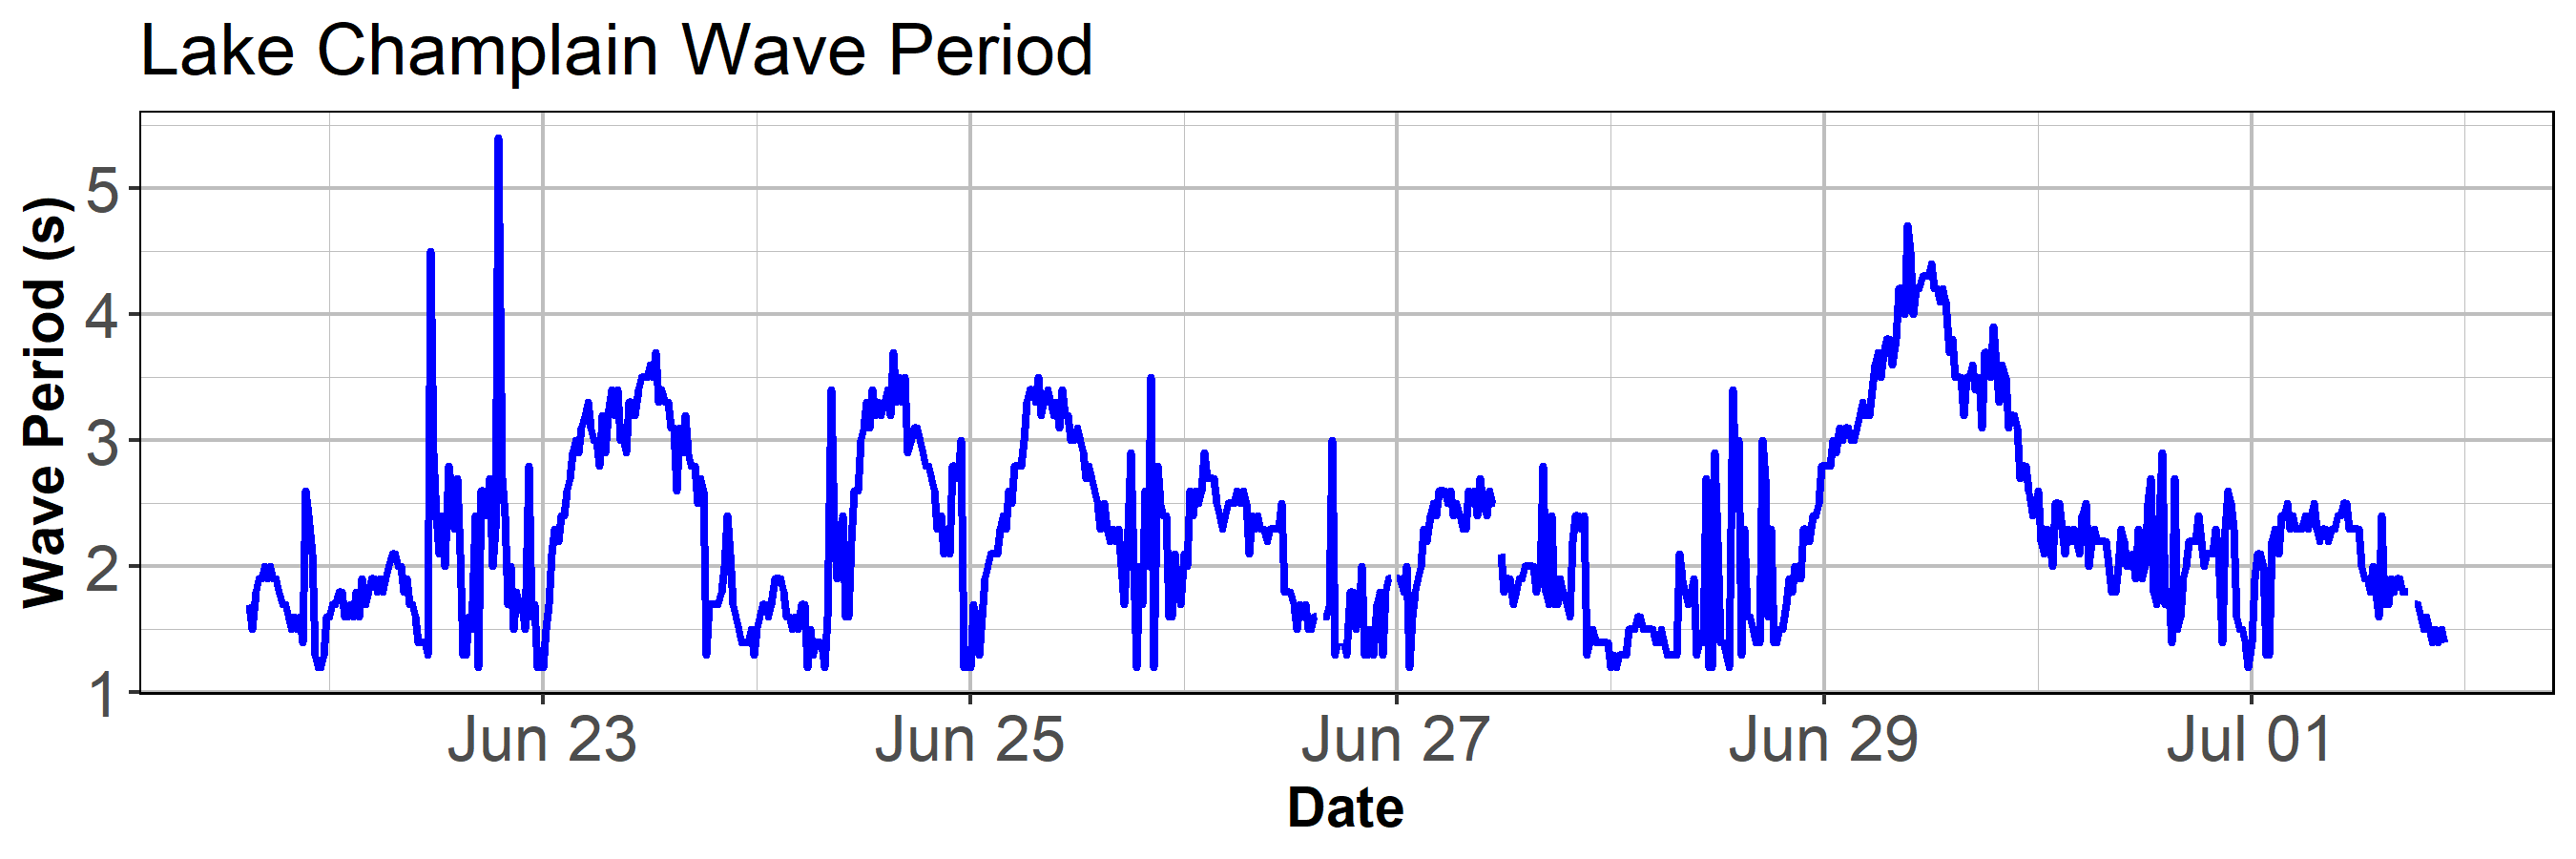 Lake Champlain Wave Period
Wave Period (s)
5
4
3
2
1
Jun 23
Jun 25
Jun 27
Jun 29
Jul 01
Date